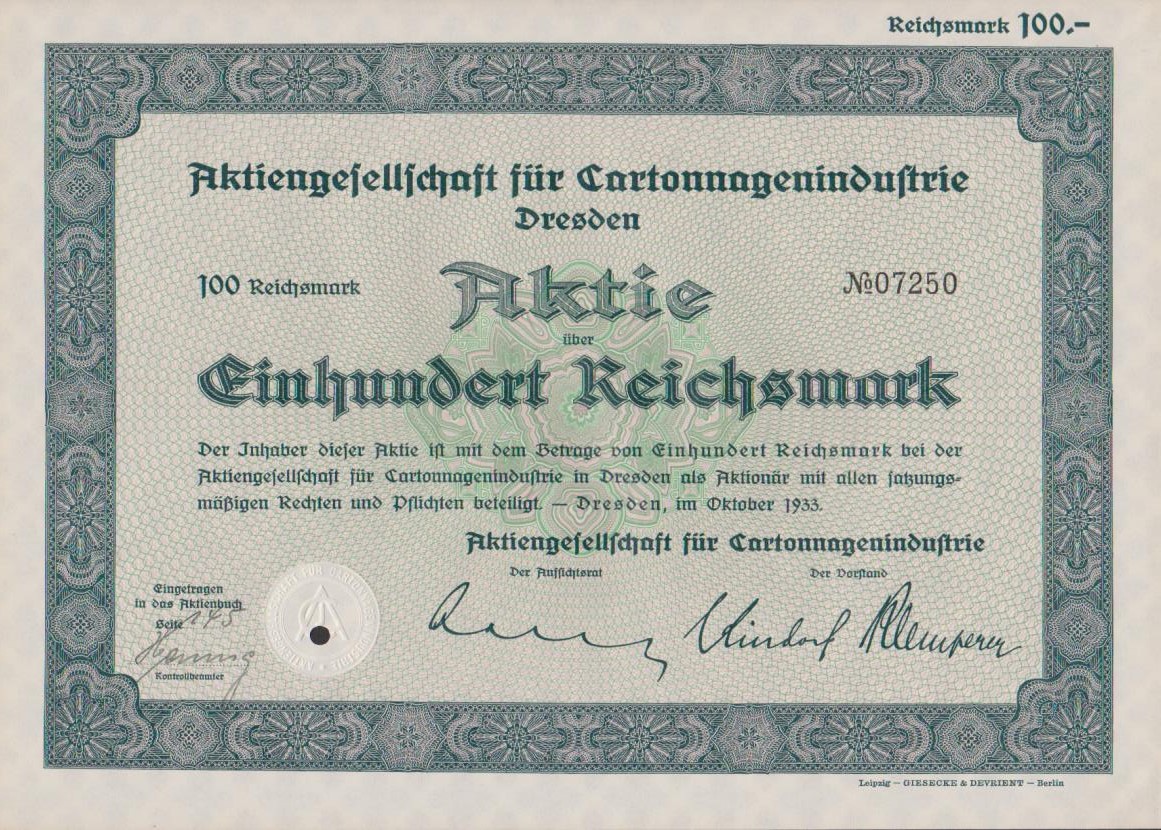 Reichsmark 100.-
Aktiengesellschaft für Cartonnagenindustrie
Dresden
100 Reichsmark
Aktie
№07250
über
Einhundert Reichsmark
Der Inhaber dieser Aktie ist mit dem Betrage von Einhundert Reichsmark bei der
Aktiengesellschaft für Cartonnagenindustrie in Dresden als Aktionär mit allen satzungs-
mäßigen Rechten und Pflichten beteiligt. — Dresden, im Oktober 1933.
Aktiengesellschaft für Cartonnagenindustrie
Der Aufsichtsrat
Der Vorstand
Klemperer
Eingetragen
in das Aktienbuch
Seite 145
Kontrollbeamter
Leipzig — GIESECKE & DEVRIENT — Berlin